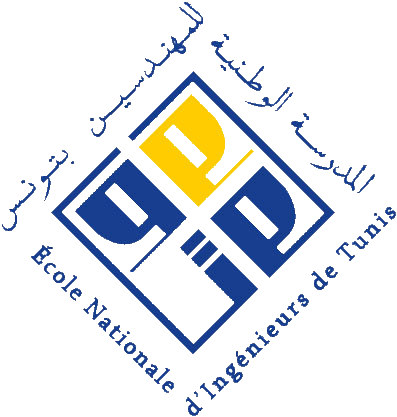 المدرسة الوطنية للمهندسين بتونس
École Nationale
d'Ingénieurs de Tunis